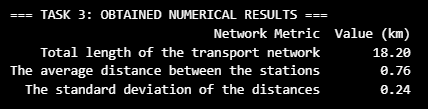 === TASK 3: OBTAINED NUMERICAL RESULTS ===
Network Metric Value (km)
Total length of the transport network 18.20
The average distance between the stations 0.76
The standard deviation of the distances 0.24